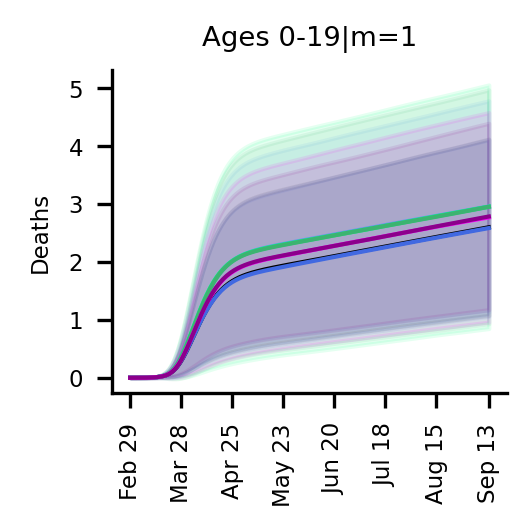 Ages 0-19|m=1
Deaths
5
4
3
2
1
0
Feb 29
Mar 28
Apr 25
May 23
Jun 20
Jul 18
Aug 15
Sep 13